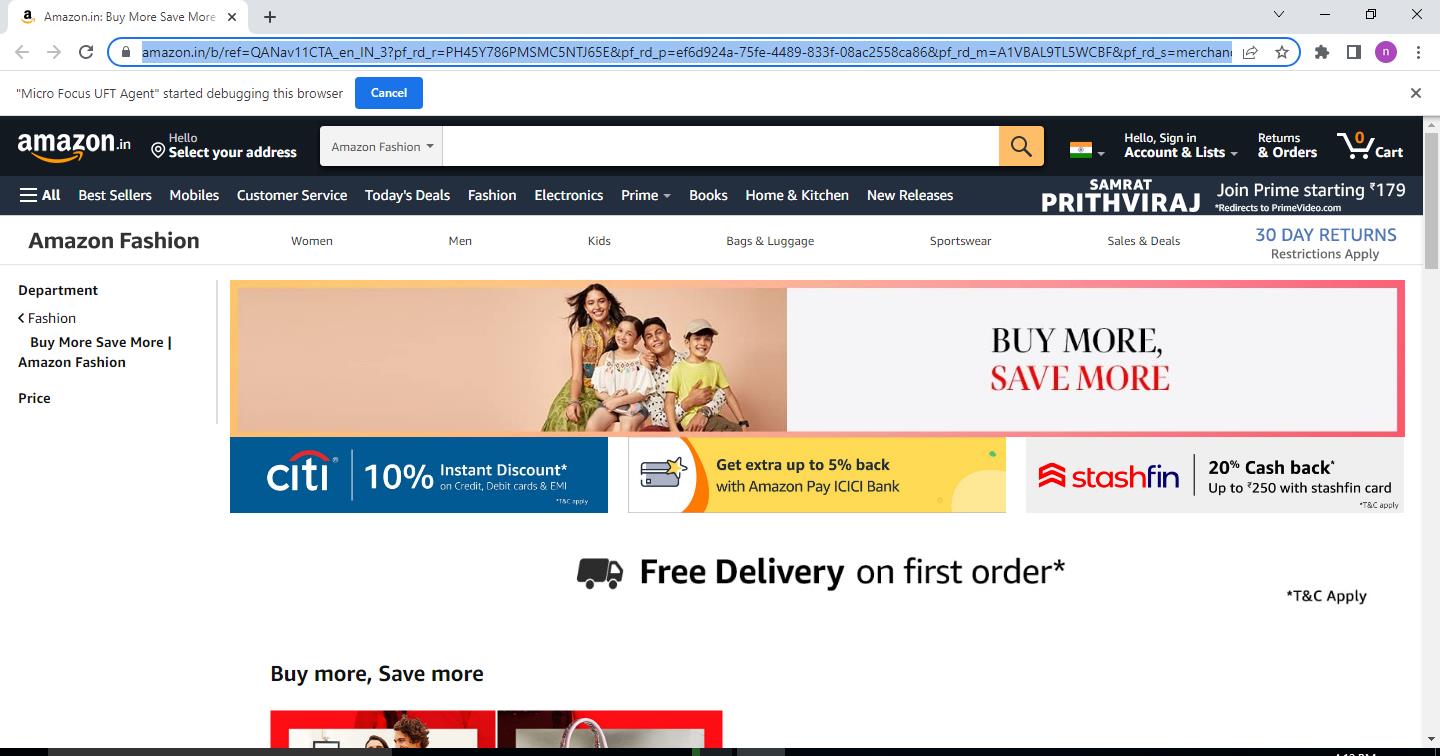 Amazon.in: Buy More Save More
amazon.in/b/ref=QANav11CTA_en_IN_3?pf_rd_r=PH45Y786PMSMC5NTJ65E&pf_rd_p=ef6d924a-75fe-4489-833f-08ac2558ca86&pf_rd_m=A1VBAL9TL5WCBF&pf_rd_s=merchan
n
"Micro Focus UFT Agent" started debugging this browser
Cancel
amazon.in
Hello
Select your address
Amazon Fashion
Hello, Sign in
Account & Lists
Returns
& Orders
0
Cart
All Best Sellers Mobiles Customer Service Today's Deals Fashion Electronics Prime Books Home & Kitchen New Releases
SAMRAT
PRITHVIRAJ
Join Prime starting ₹179
*Redirects to PrimeVideo.com
Amazon Fashion
Women Men Kids Bags & Luggage Sportswear Sales & Deals
30 DAY RETURNS
Restrictions Apply
Department
Fashion
Buy More Save More |
Amazon Fashion
Price
BUY MORE,
SAVE MORE
citi®
10% Instant Discount*
on Credit, Debit cards & EMI
*T&C apply
Get extra up to 5% back
with Amazon Pay ICICI Bank
stashfin
20% Cash back*
Up to ₹250 with stashfin card
*T&C apply
Free Delivery on first order*
*T&C Apply
Buy more, Save more